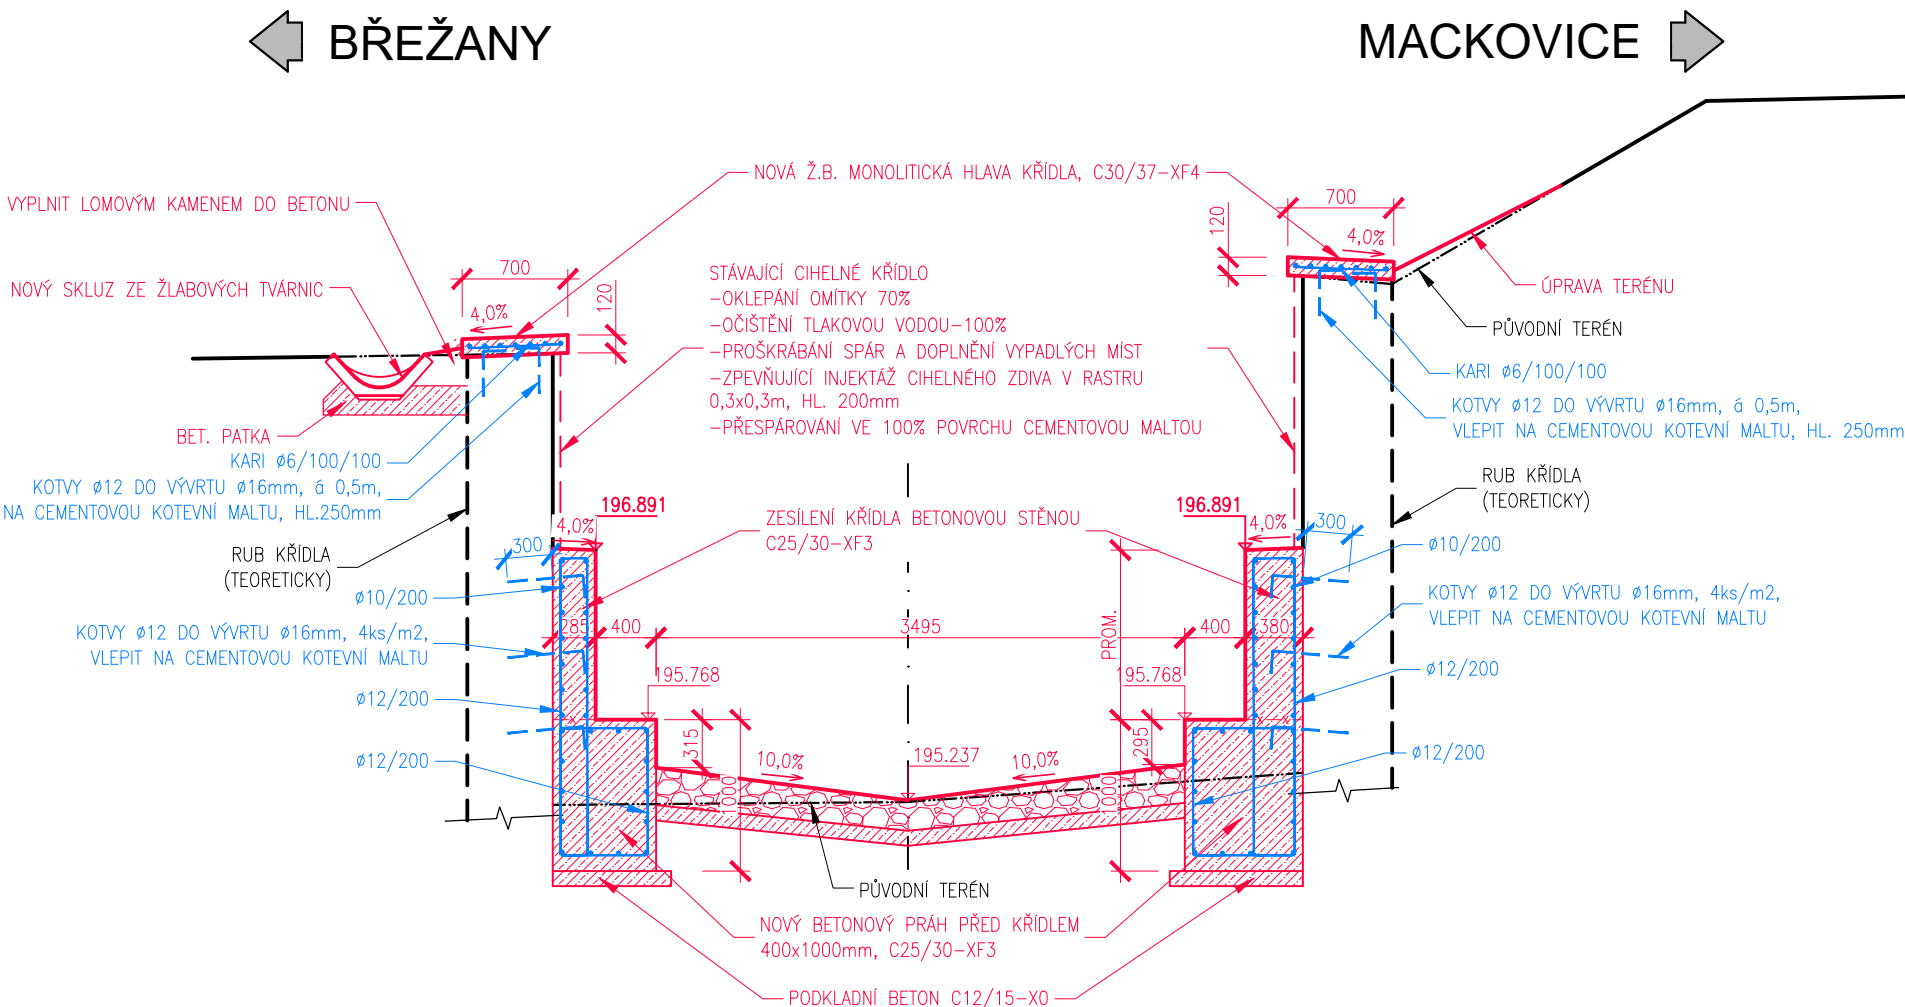 BŘEŽANY
MACKOVICE
NOVÁ Ž.B. MONOLITICKÁ HLAVA KŘÍDLA, C30/37-XF4
VYPLNIT LOMOVÝM KAMENEM DO BETONU
NOVÝ SKLUZ ZE ŽLABOVÝCH TVÁRNIC
700
120
4,0%
700
120
4,0%
STÁVAJÍCÍ CIHELNÉ KŘÍDLO
-OKLEPÁNÍ OMÍTKY 70%
-OČIŠTĚNÍ TLAKOVOU VODOU-100%
-PROŠKRÁBÁNÍ SPÁR A DOPLNĚNÍ VYPADLÝCH MÍST
-ZPEVŇUJÍCÍ INJEKTÁŽ CIHELNÉHO ZDIVA V RASTRU
0,3x0,3m, HL. 200mm
-PŘESPÁROVÁNÍ VE 100% POVRCHU CEMENTOVOU MALTOU
ÚPRAVA TERÉNU
PŮVODNÍ TERÉN
KARI ø6/100/100
KOTVY ø12 DO VÝVRTU ø16mm, á 0,5m,
VLEPIT NA CEMENTOVOU KOTEVNÍ MALTU, HL. 250mm
RUB KŘÍDLA
(TEORETICKY)
BET. PATKA
KARI ø6/100/100
KOTVY ø12 DO VÝVRTU ø16mm, á 0,5m,
NA CEMENTOVOU KOTEVNÍ MALTU, HL.250mm
RUB KŘÍDLA
(TEORETICKY)
196.891
4,0%
300
ZESÍLENÍ KŘÍDLA BETONOVOU STĚNOU
C25/30-XF3
196.891
4,0%
300
ø10/200
KOTVY ø12 DO VÝVRTU ø16mm, 4ks/m2,
VLEPIT NA CEMENTOVOU KOTEVNÍ MALTU
ø12/200
ø12/200
ø10/200
KOTVY ø12 DO VÝVRTU ø16mm, 4ks/m2,
VLEPIT NA CEMENTOVOU KOTEVNÍ MALTU
ø12/200
ø12/200
285
400
3495
400
380
PROM.
195.768
195.768
315
1000
10,0%
195.237
10,0%
295
1000
PŮVODNÍ TERÉN
NOVÝ BETONOVÝ PRÁH PŘED KŘÍDLEM
400x1000mm, C25/30-XF3
PODKLADNÍ BETON C12/15-X0